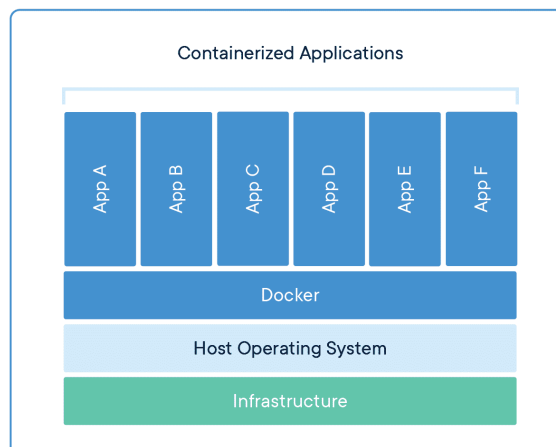 Containerized Applications
App A
App B
App C
App D
App E
App F
Docker
Host Operating System
Infrastructure